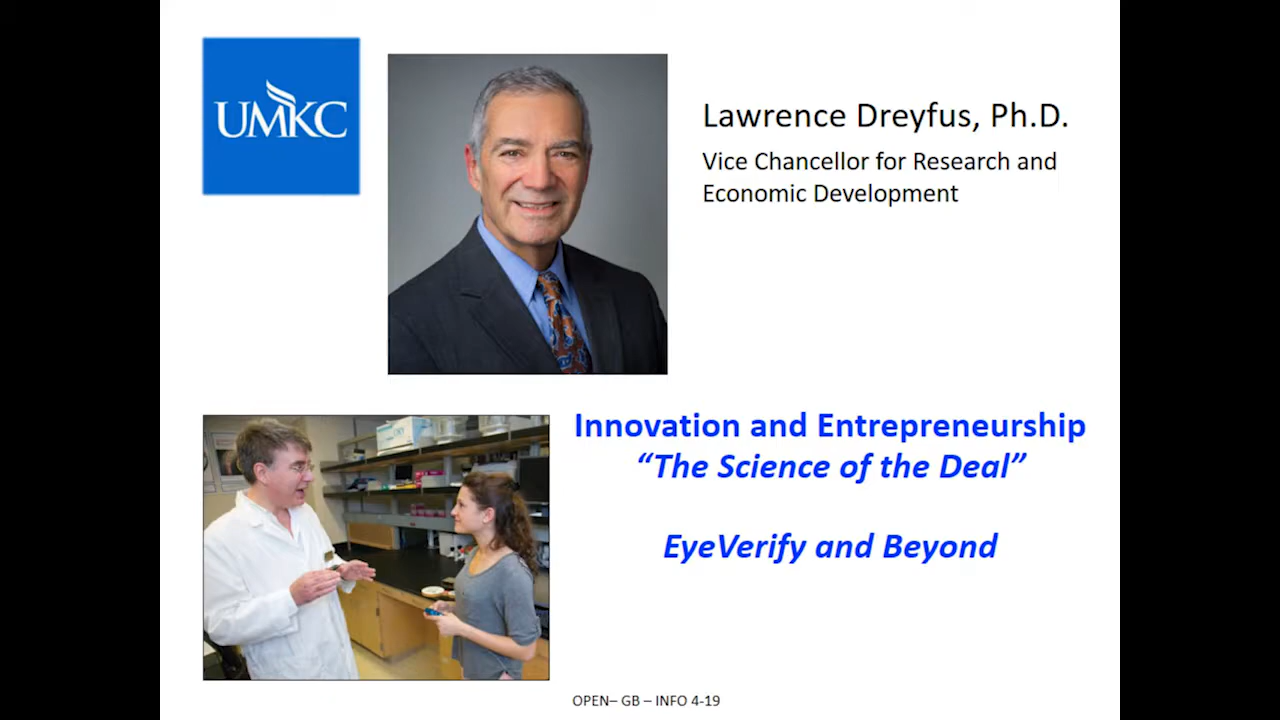 UMKC
Lawrence Dreyfus, Ph.D.
Vice Chancellor for Research and
Economic Development
Innovation and Entrepreneurship
“The Science of the Deal”
EyeVerify and Beyond
OPEN– GB – INFO 4-19